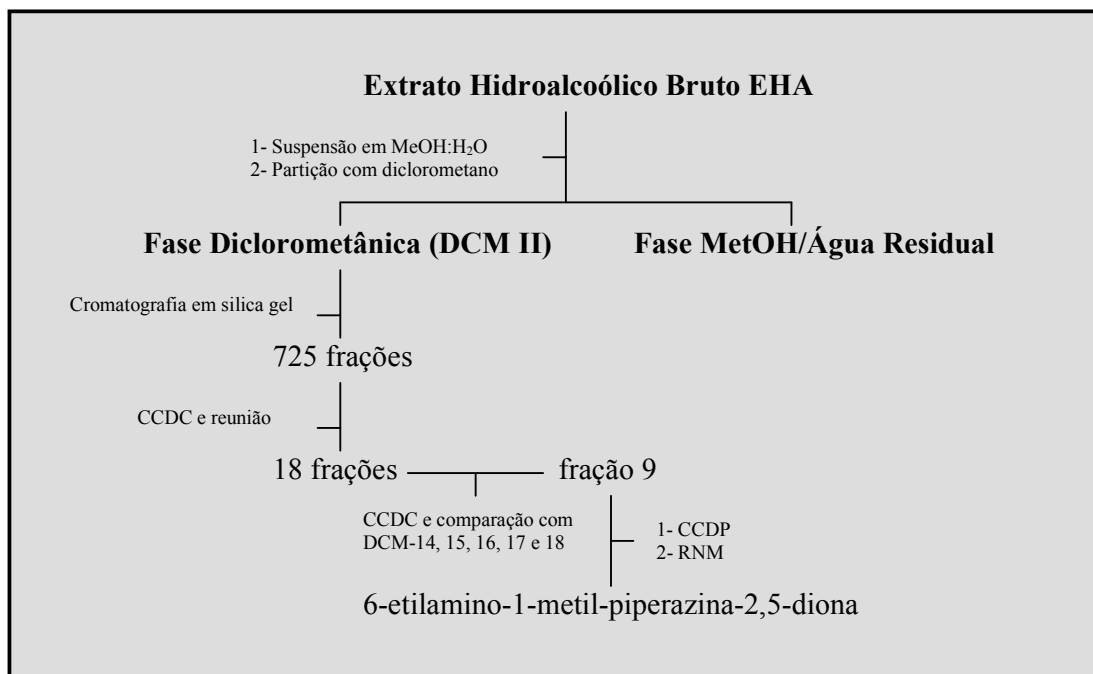 Extrato Hidroalcoólico Bruto EHA
1- Suspensão em MeOH:H₂O
2- Partição com diclorometano
Fase Diclorometânica (DCM II)
Fase MetOH/Água Residual
Cromatografia em silica gel
725 frações
CCDC e reunião
18 frações
fração 9
CCDC e comparação com
DCM-14, 15, 16, 17 e 18
1- CCDP
2- RNM
6-etilamino-1-metil-piperazina-2,5-diona